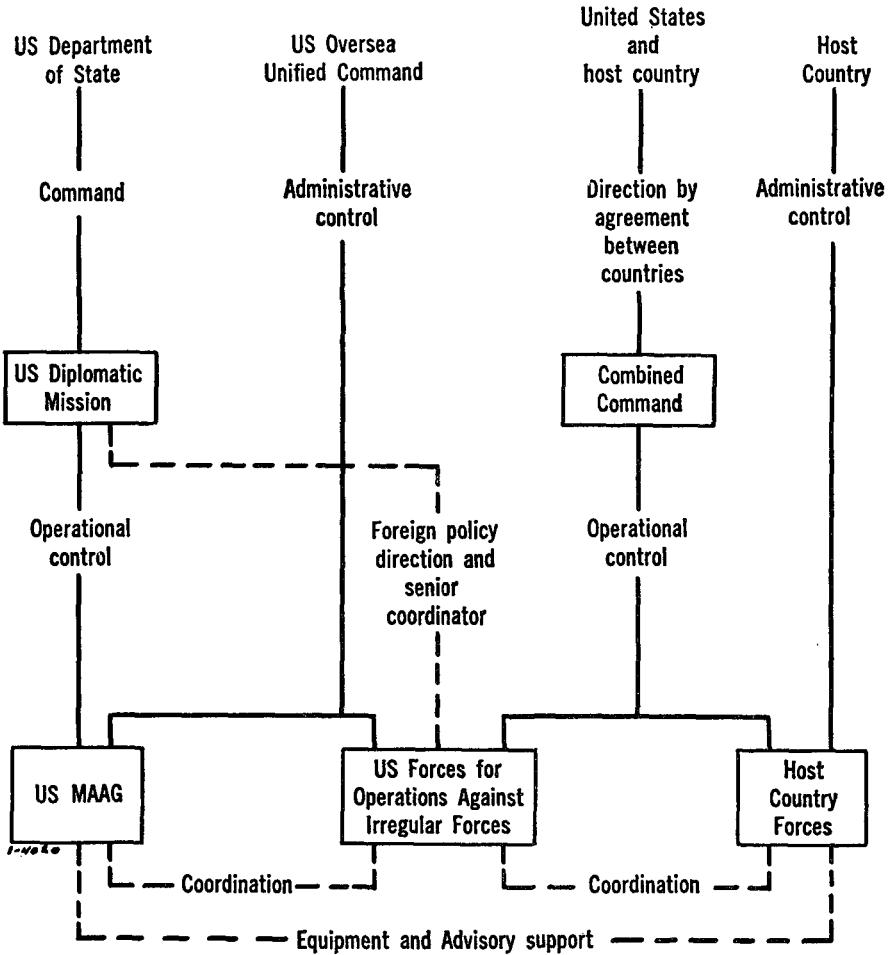 US Department
of State
US Oversea
Unified Command
United States
and
host country
Host
Country
Command
Administrative
control
Direction by
agreement
between
countries
Administrative
control
US Diplomatic
Mission
Combined
Command
Operational
control
Foreign policy
direction and
senior
coordinator
Operational
control
US MAAG
US Forces for
Operations Against
Irregular Forces
Host
Country
Forces
Coordination
Coordination
Equipment and Advisory support